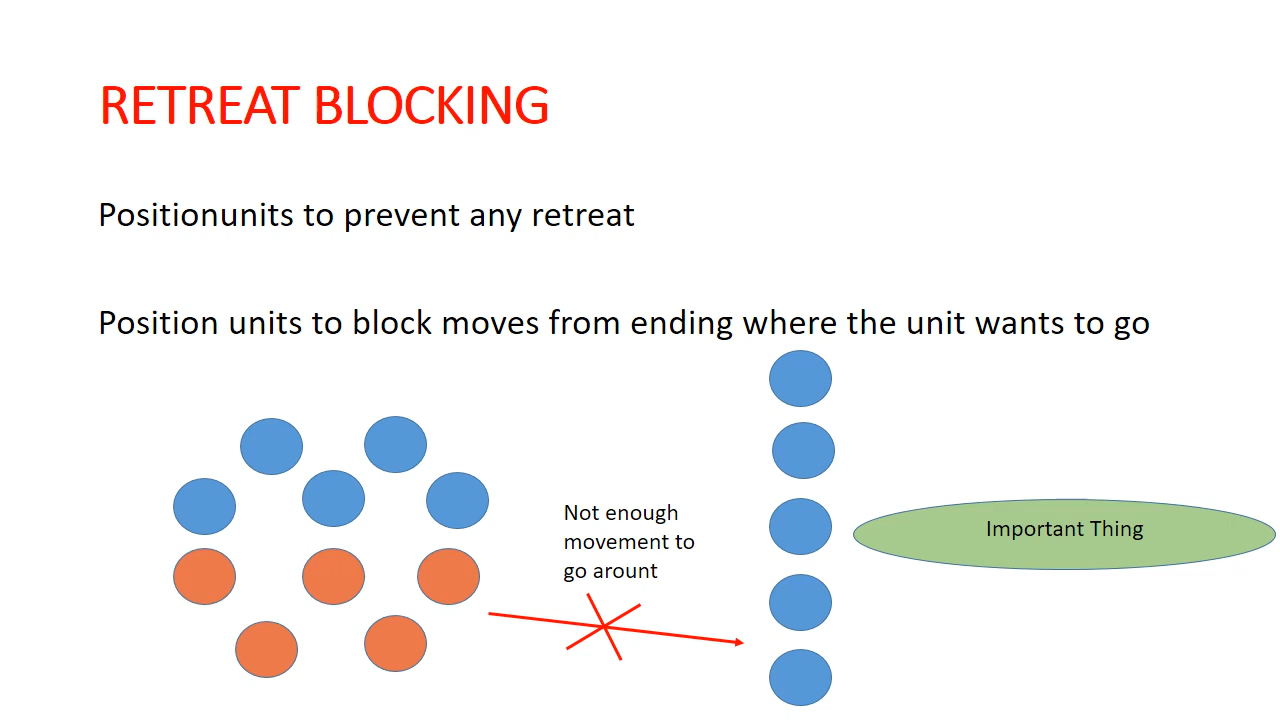 RETREAT BLOCKING
Positionunits to prevent any retreat
Position units to block moves from ending where the unit wants to go
Not enough
movement to
go arount
Important Thing